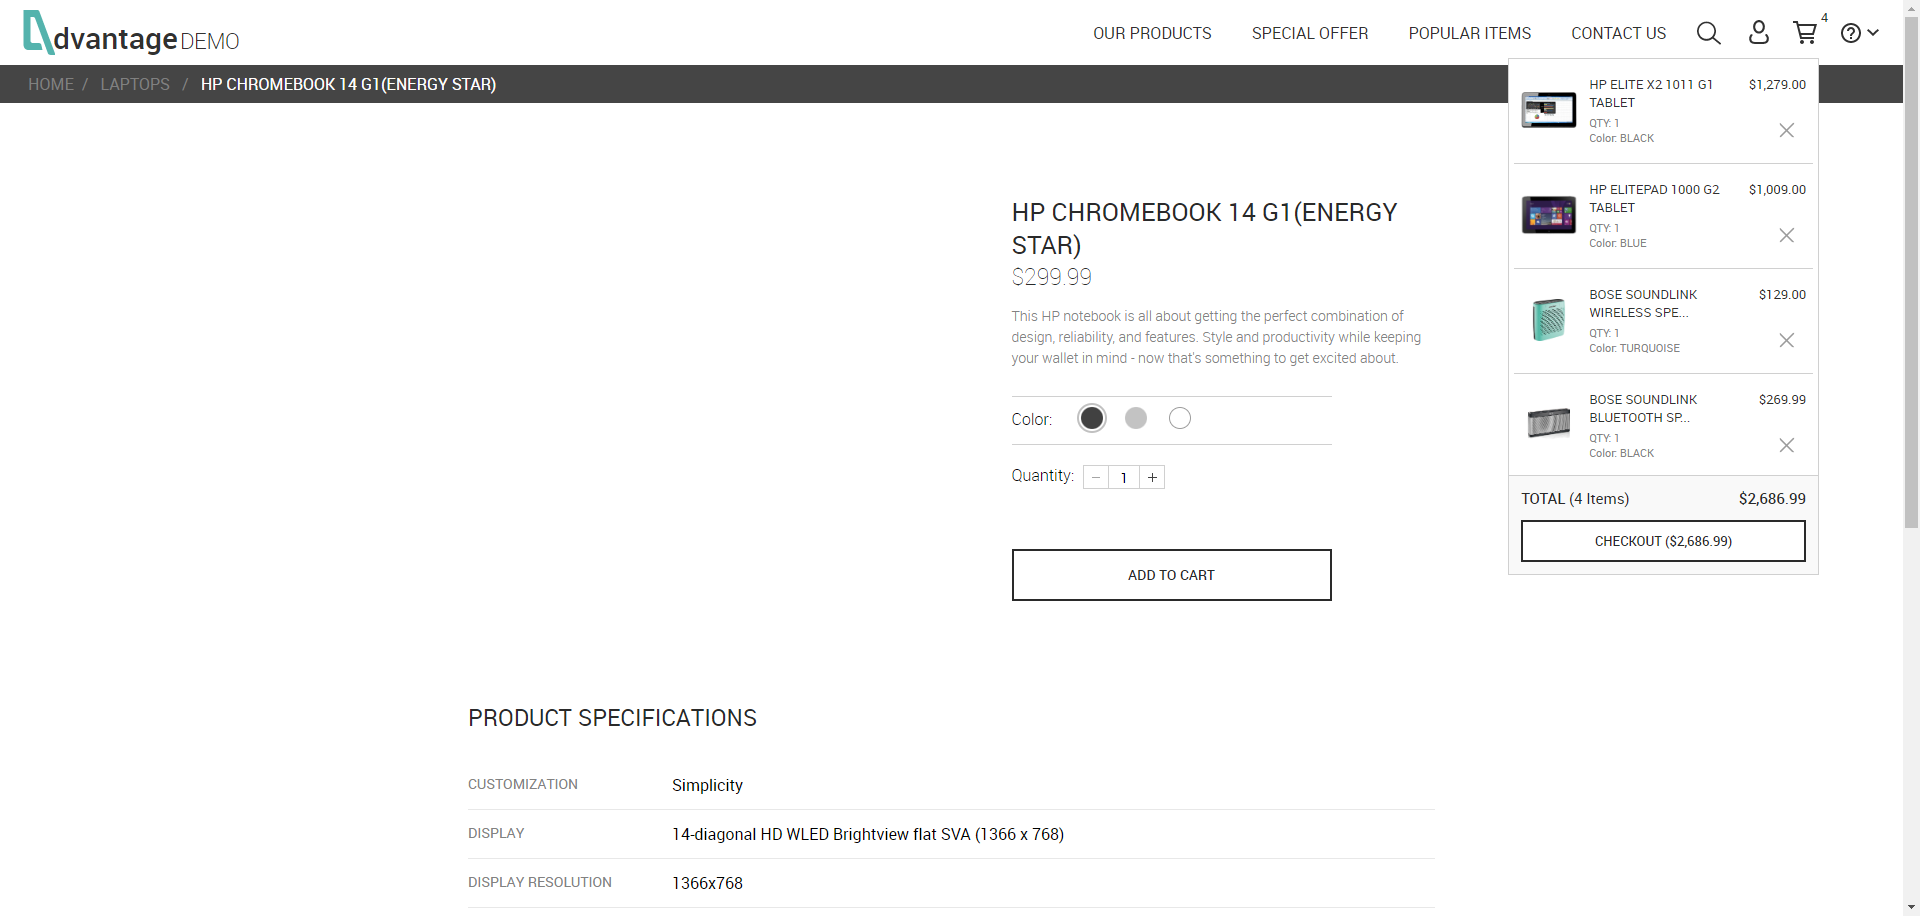 dvantage DEMO
OUR PRODUCTS
SPECIAL OFFER
POPULAR ITEMS
CONTACT US
4
HOME / LAPTOPS / HP CHROMEBOOK 14 G1(ENERGY STAR)
HP CHROMEBOOK 14 G1(ENERGY
STAR)
$299.99
This HP notebook is all about getting the perfect combination of
design, reliability, and features. Style and productivity while keeping
your wallet in mind - now that's something to get excited about.
Color:
Quantity: − 1 +
ADD TO CART
HP ELITE X2 1011 G1 $1,279.00
TABLET
QTY: 1
Color: BLACK
HP ELITEPAD 1000 G2 $1,009.00
TABLET
QTY: 1
Color: BLUE
BOSE SOUNDLINK $129.00
WIRELESS SPE...
QTY: 1
Color: TURQUOISE
BOSE SOUNDLINK $269.99
BLUETOOTH SP...
QTY: 1
Color: BLACK
TOTAL (4 Items) $2,686.99
CHECKOUT ($2,686.99)
PRODUCT SPECIFICATIONS
CUSTOMIZATION Simplicity
DISPLAY 14-diagonal HD WLED Brightview flat SVA (1366 x 768)
DISPLAY RESOLUTION 1366x768